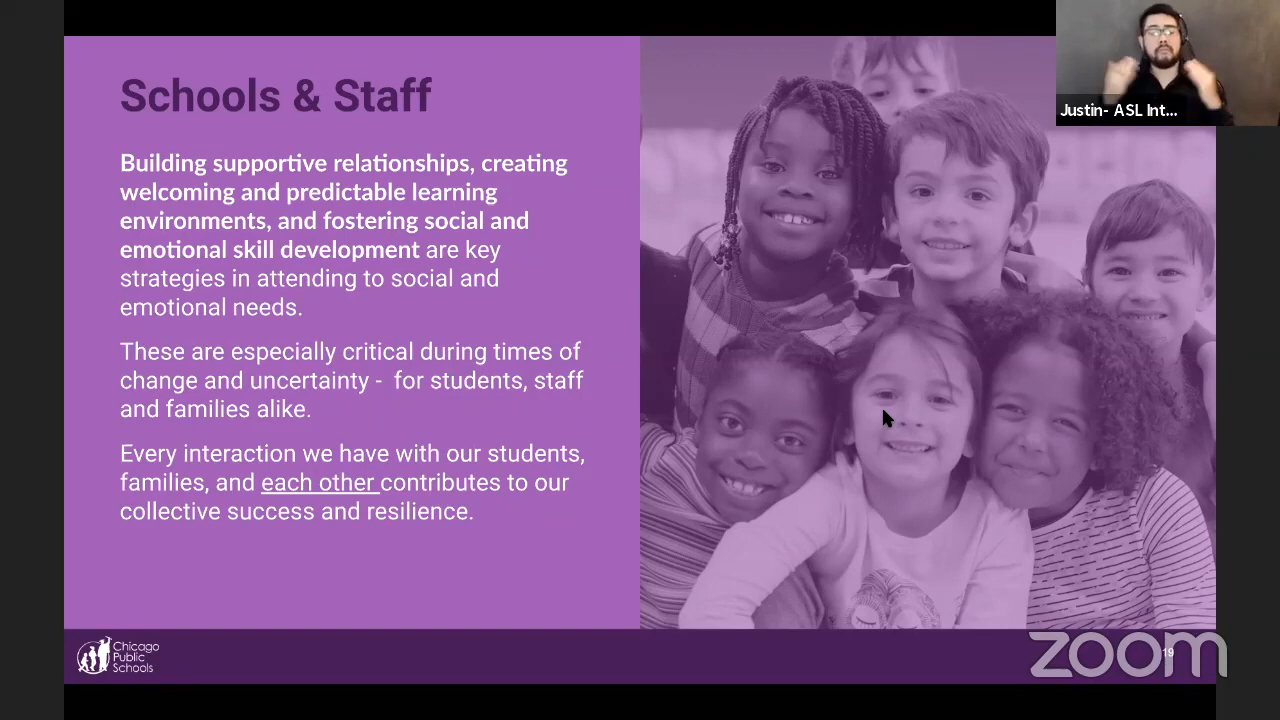 Schools & Staff
Building supportive relationships, creating
welcoming and predictable learning
environments, and fostering social and
emotional skill development are key
strategies in attending to social and
emotional needs.
These are especially critical during times of
change and uncertainty -  for students, staff
and families alike.
Every interaction we have with our students,
families, and each other contributes to our
collective success and resilience.
Justin- ASL Int...
Chicago
Public
Schools
zoom
19